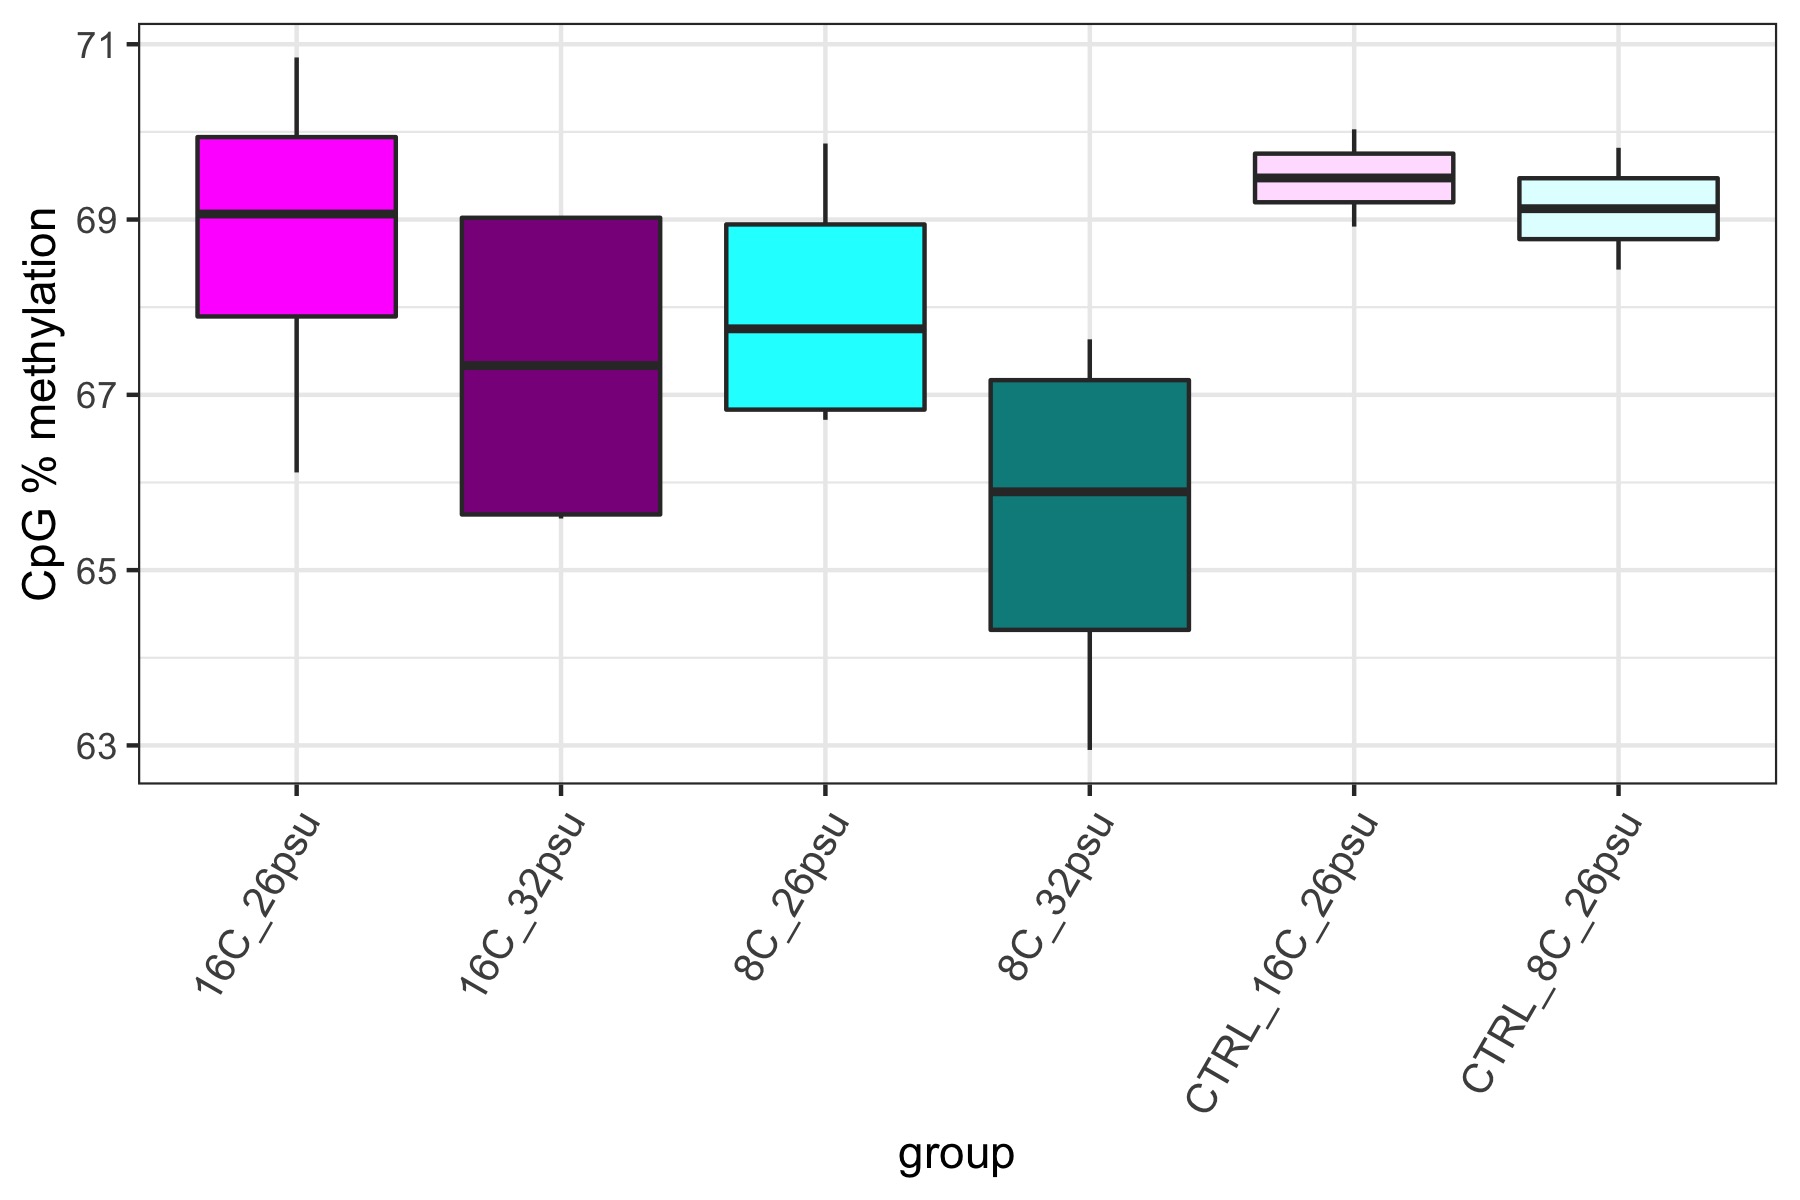 CpG % methylation
71
69
67
65
63
16C_26psu
16C_32psu
8C_26psu
8C_32psu
CTRL_16C_26psu
CTRL_8C_26psu
group